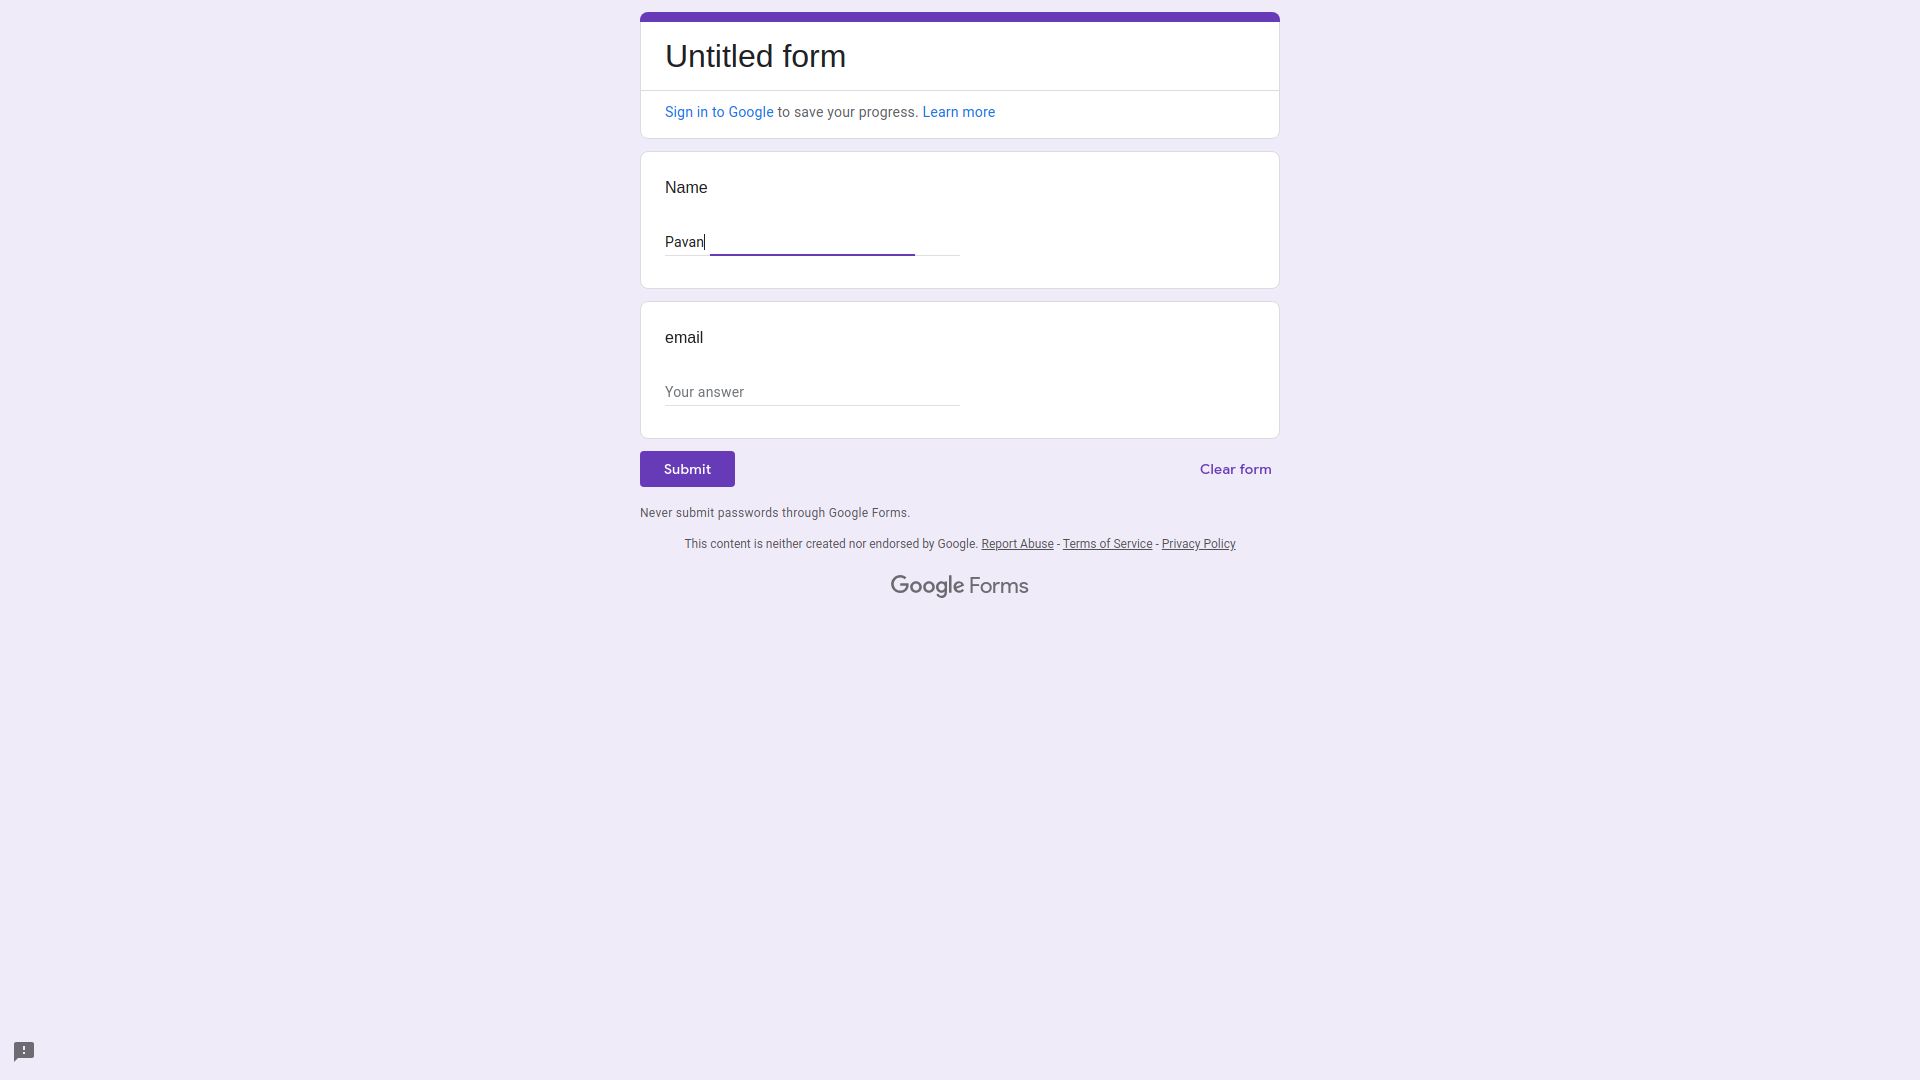 Untitled form
Sign in to Google to save your progress. Learn more
Name
Pavan
email
Your answer
Submit
Clear form
Never submit passwords through Google Forms.
This content is neither created nor endorsed by Google. Report Abuse - Terms of Service - Privacy Policy
Google Forms